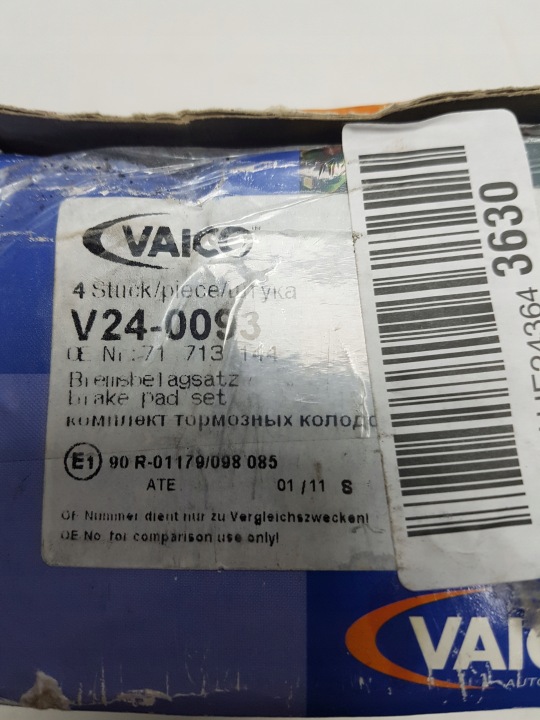 VAICO
4 Stück/piece/штука
V24-0093
OE Nr.:71 713 144
Bremsbelagsatz
brake pad set
комплект тормозных колодо
E1 90 R-01179/098 085
ATE 01/11 S
OE Nummer dient nur zu Vergleichszwecken!
OE No. for comparison use only!
3630
VAIC
AUTO